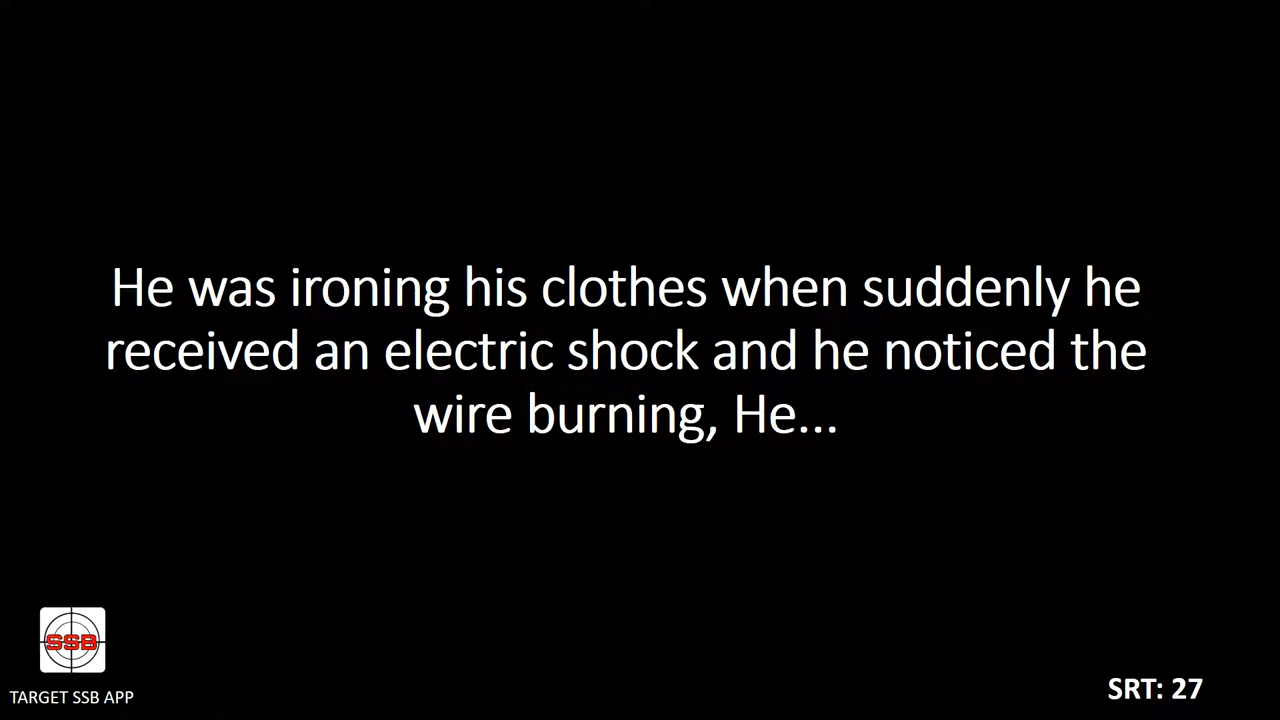 He was ironing his clothes when suddenly he
received an electric shock and he noticed the
wire burning, He...
SSB
TARGET SSB APP
SRT: 27